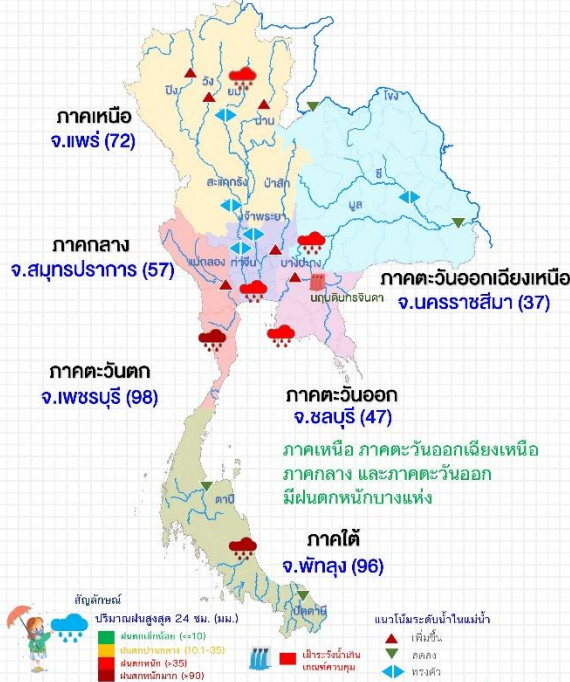 ปิง
วัง
ยม
น่าน
โขง
ภาคเหนือ
จ.แพร่ (72)
สะแกกรัง
ป่าสัก
ชี
มูล
เจ้าพระยา
ภาคกลาง
จ.สมุทรปราการ (57)
แม่กลอง
ท่าจีน
บางปะกง
นฤบดินทรจินดา
ภาคตะวันออกเฉียงเหนือ
จ.นครราชสีมา (37)
ภาคตะวันตก
จ.เพชรบุรี (98)
ภาคตะวันออก
จ.ชลบุรี (47)
ภาคเหนือ ภาคตะวันออกเฉียงเหนือ
ภาคกลาง และภาคตะวันออก
มีฝนตกหนักบางแห่ง
ตาปี
ภาคใต้
จ.พัทลุง (96)
ปัตตานี
สัญลักษณ์
ปริมาณฝนสูงสุด 24 ชม. (มม.)
ฝนตกเล็กน้อย (<=10)
ฝนตกปานกลาง (10.1-35)
ฝนตกหนัก (>35)
ฝนตกหนักมาก (>90)
เฝ้าระวังน้ำเกิน
เกณฑ์ควบคุม
แนวโน้มระดับน้ำในแม่น้ำ
เพิ่มขึ้น
ลดลง
ทรงตัว